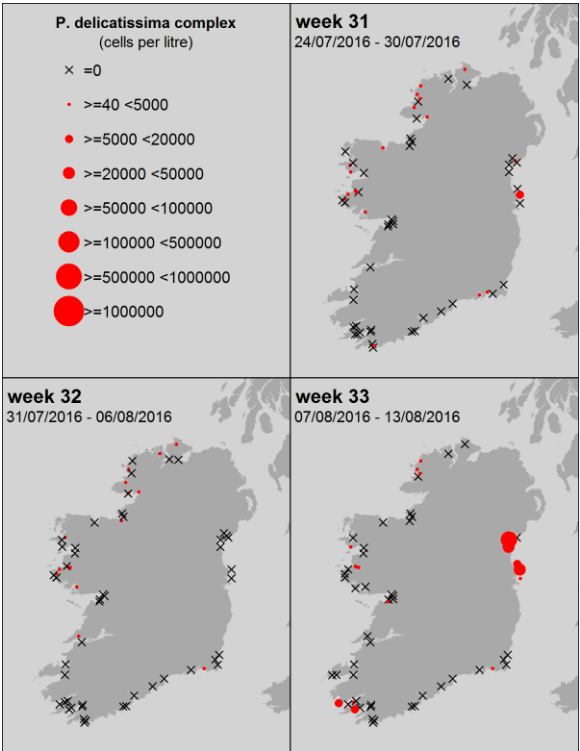 P. delicatissima complex
(cells per litre)
=0
>=40 <5000
>=5000 <20000
>=20000 <50000
>=50000 <100000
>=100000 <500000
>=500000 <1000000
>=1000000
week 31
24/07/2016 - 30/07/2016
week 32
31/07/2016 - 06/08/2016
week 33
07/08/2016 - 13/08/2016